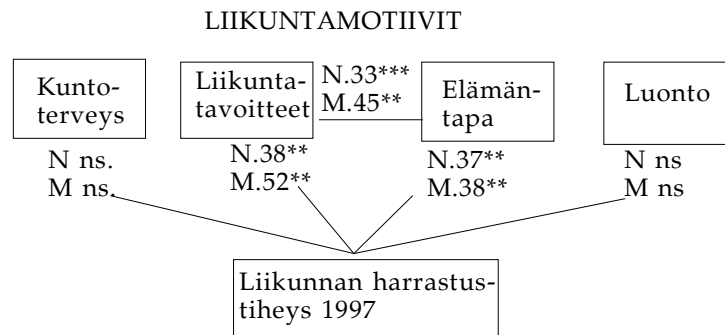 LIIKUNTAMOTIIVIT
Kunto-
terveys
Liikunta-
tavoitteet
N.33***
M.45**
Elämän-
tapa
Luonto
N ns.
M ns.
N.38**
M.52**
N.37**
M.38**
N ns
M ns
Liikunnan harrastus-
tiheys 1997